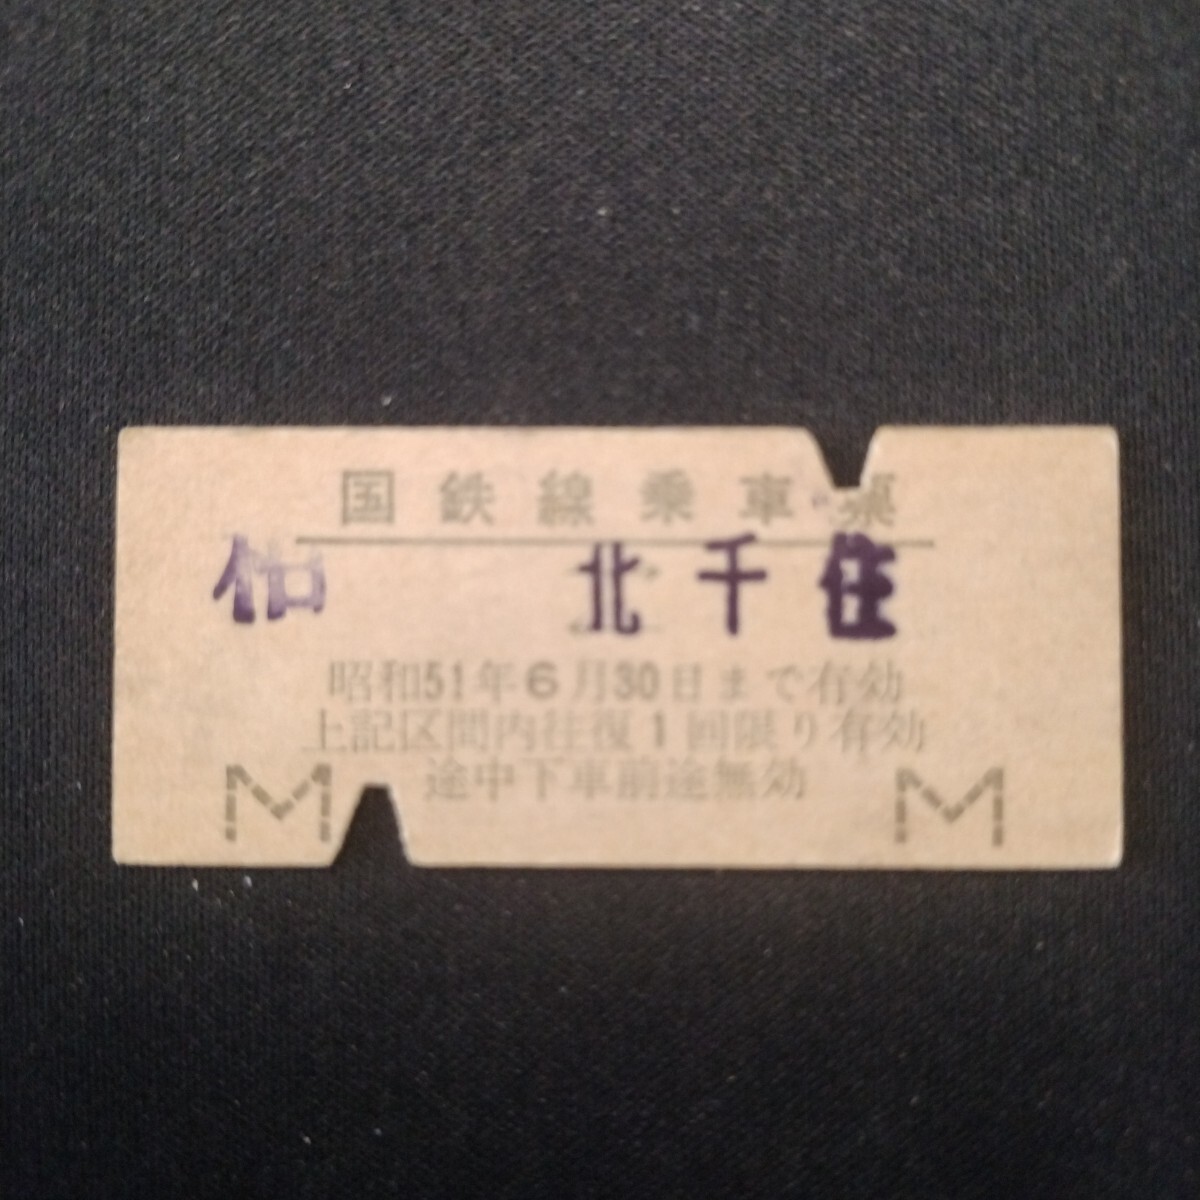 国鉄線乗車票
柏 北千住
昭和51年6月30日まで有効
上記区間内往復1回限り有効
途中下車前途無効
M M